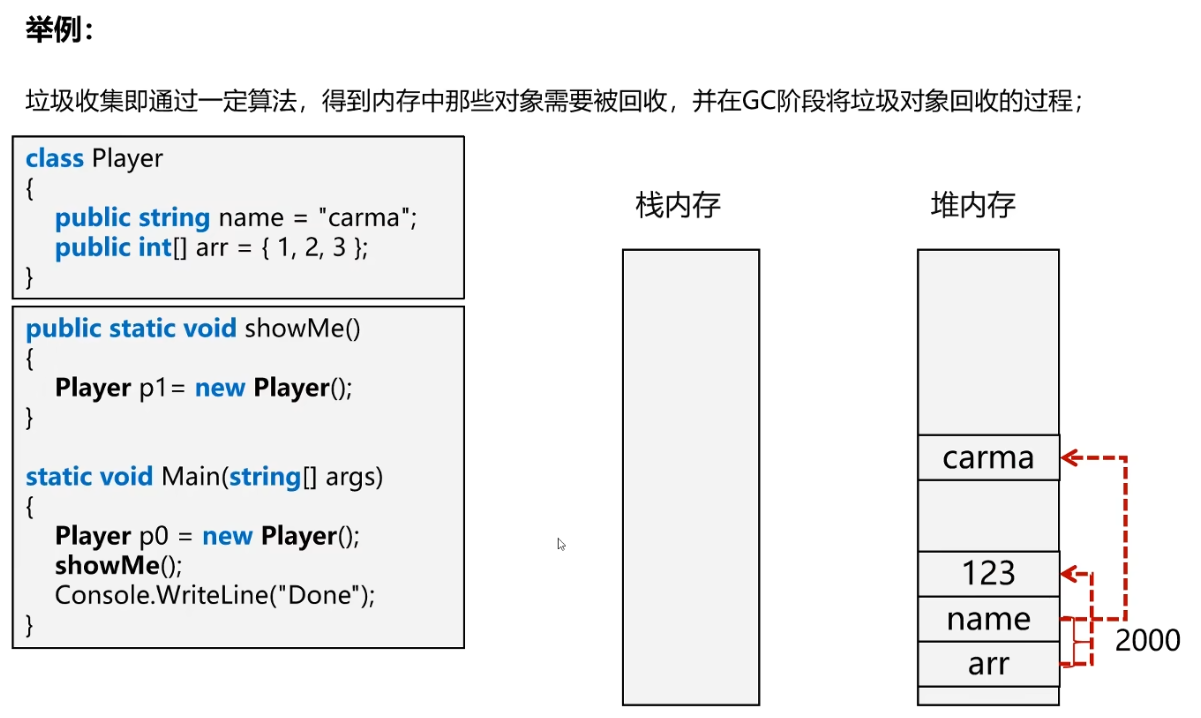 举例：
垃圾收集即通过一定算法，得到内存中那些对象需要被回收，并在GC阶段将垃圾对象回收的过程；
class Player
{
public string name = "carma";
public int[] arr = { 1, 2, 3 };
}
public static void showMe()
{
Player p1= new Player();
}
static void Main(string[] args)
{
Player p0 = new Player();
showMe();
Console.WriteLine("Done");
}
栈内存
堆内存
carma
123
name
arr
2000